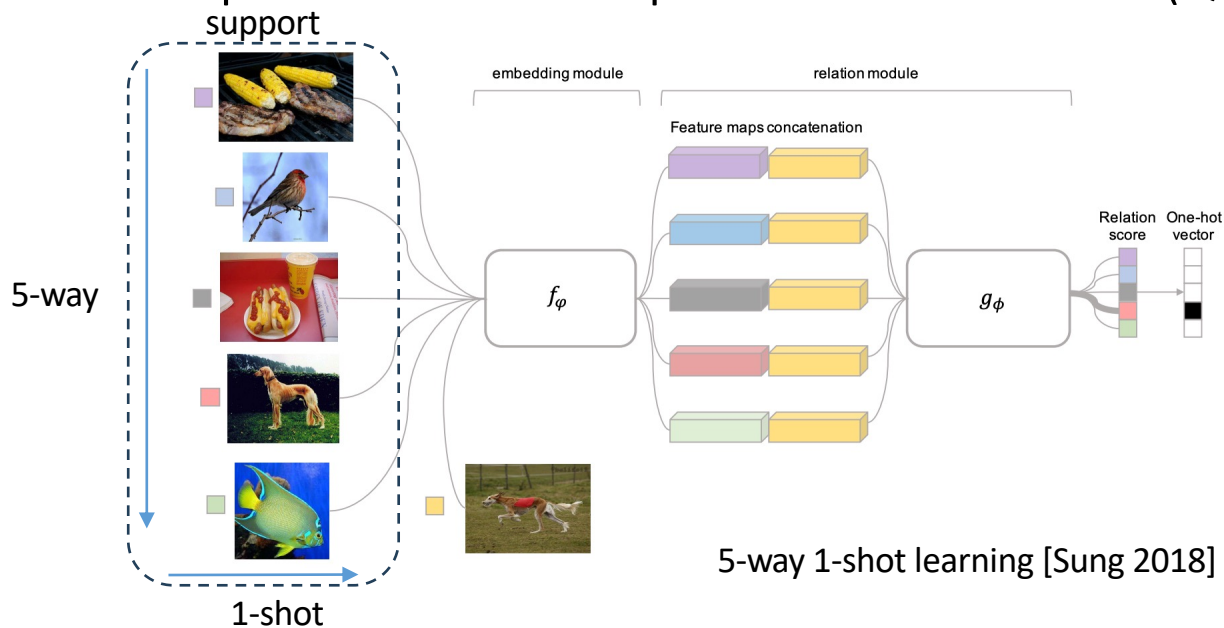 support
embedding module
relation module
Feature maps concatenation
Relation score
One-hot vector
5-way
f_φ
g_ϕ
5-way 1-shot learning [Sung 2018]
1-shot